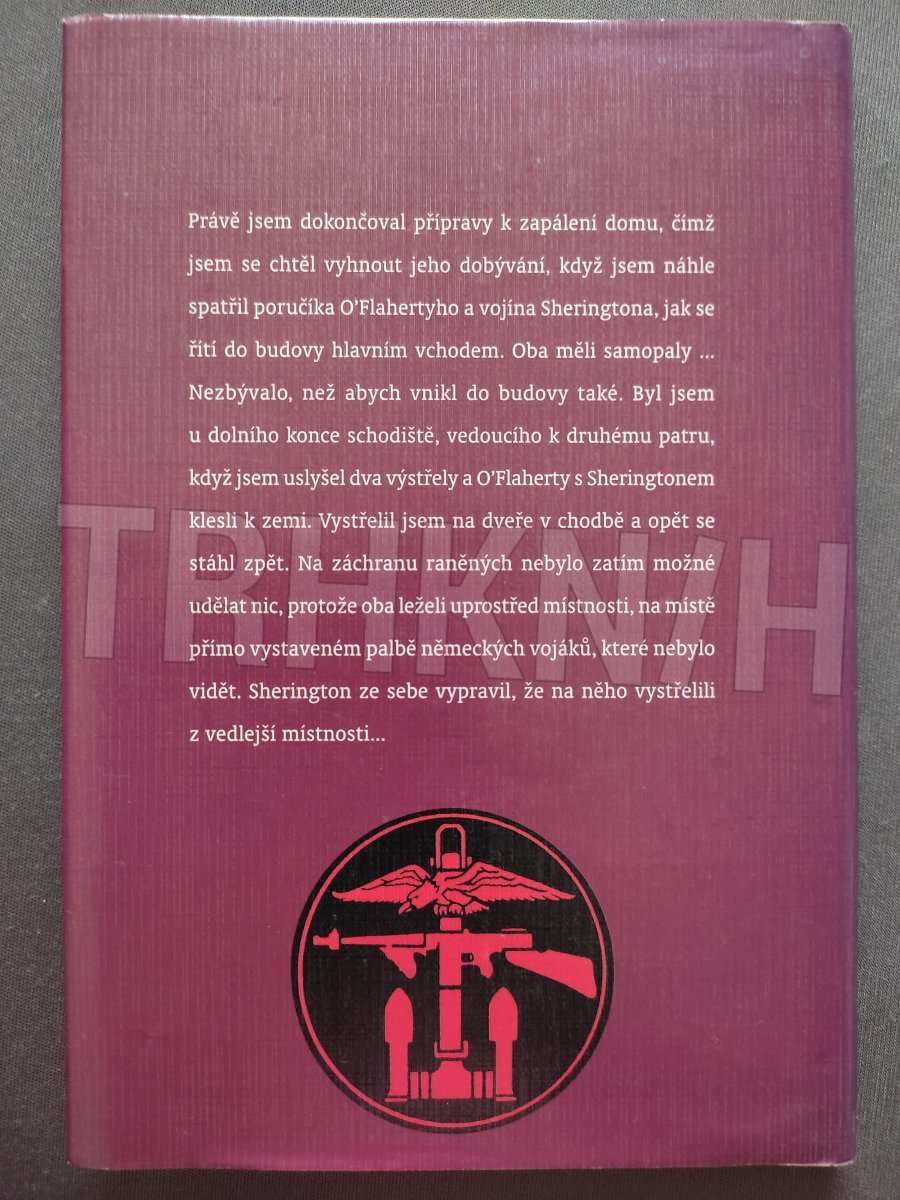 Právě jsem dokončoval přípravy k zapálení domu, čímž
jsem se chtěl vyhnout jeho dobývání, když jsem náhle
spatřil poručíka O’Flahertyho a vojína Sheringtona, jak se
řítí do budovy hlavním vchodem. Oba měli samopaly ...
Nezbývalo, než abych vnikl do budovy také. Byl jsem
u dolního konce schodiště, vedoucího k druhému patru,
když jsem uslyšel dva výstřely a O’Flaherty s Sheringtonem
klesli k zemi. Vystřelil jsem na dveře v chodbě a opět se
stáhl zpět. Na záchranu raněných nebylo zatím možné
udělat nic, protože oba leželi uprostřed místnosti, na místě
přímo vystaveném palbě německých vojáků, které nebylo
vidět. Sherington ze sebe vypravil, že na něho vystřelili
z vedlejší místnosti...
TRHKN/H